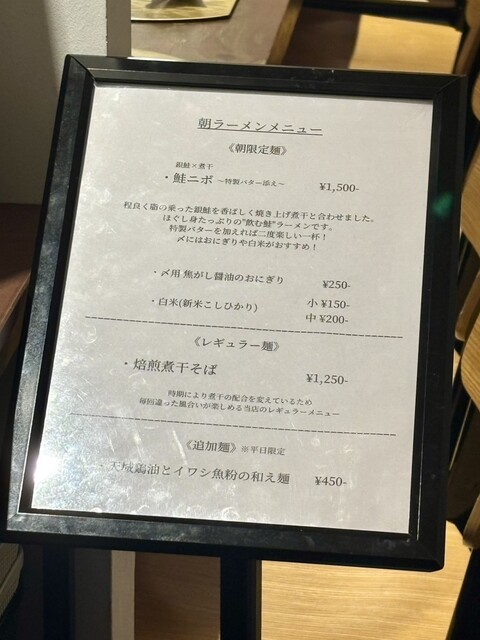 朝ラーメンメニュー
《朝限定麺》
銀鮭×煮干
・鮭ニボ ～特製バター添え～ ¥1,500-
程良く脂の乗った銀鮭を香ばしく焼き上げ煮干と合わせました。
ほぐし身たっぷりの"飲む鮭"ラーメンです。
特製バターを加えれば二度楽しい一杯！
〆にはおにぎりや白米がおすすめ！
・〆用 焦がし醤油のおにぎり ¥250-
・白米(新米こしひかり) 小 ¥150-
中 ¥200-
《レギュラー麺》
・焙煎煮干そば ¥1,250-
時期により煮干の配合を変えているため
毎回違った風合いが楽しめる当店のレギュラーメニュー
《追加麺》※平日限定
・天城鶏油とイワシ魚粉の和え麺 ¥450-